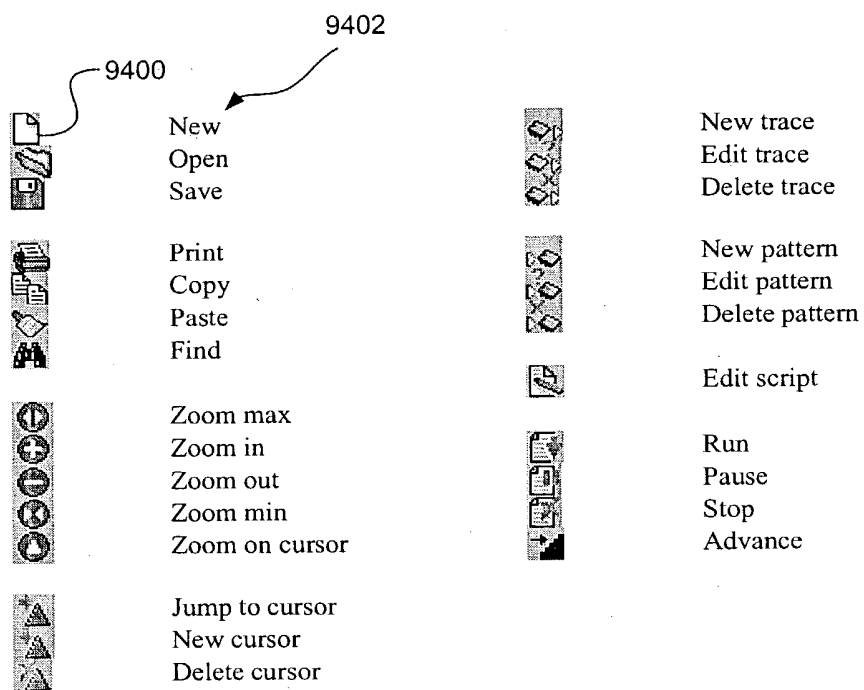 9402
9400
New
Open
Save
Print
Copy
Paste
Find
Zoom max
Zoom in
Zoom out
Zoom min
Zoom on cursor
Jump to cursor
New cursor
Delete cursor
New trace
Edit trace
Delete trace
New pattern
Edit pattern
Delete pattern
Edit script
Run
Pause
Stop
Advance